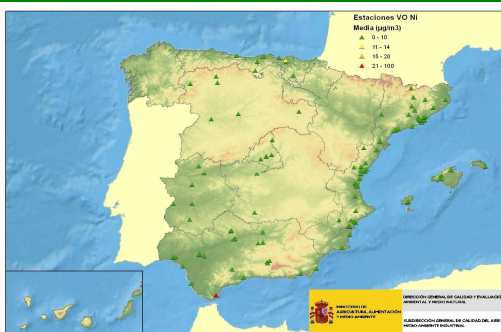 Estaciones VO Ni
Media (µg/m3)
0 - 10
11 - 14
15 - 20
21 - 100
MINISTERIO DE
AGRICULTURA, ALIMENTACIÓN
Y MEDIO AMBIENTE
DIRECCIÓN GENERAL DE CALIDAD Y EVALUACIÓ
AMBIENTAL Y MEDIO NATURAL
SUBDIRECCIÓN GENERAL DE CALIDAD DEL AIRE
MEDIO AMBIENTE INDUSTRIAL